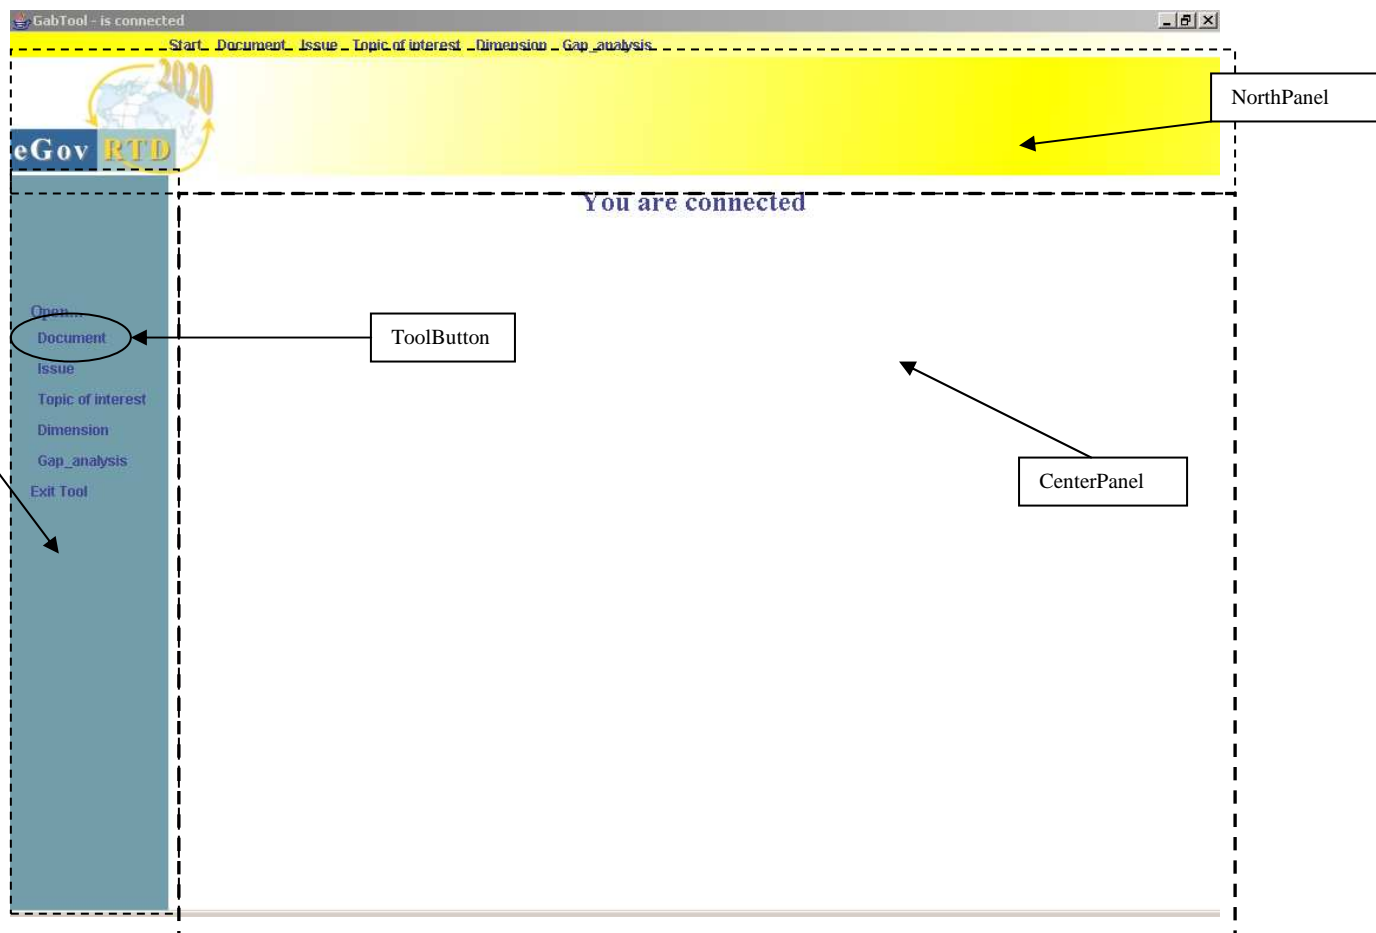 GabTool - is connected
Start Document Issue Topic of interest Dimension Gap_analysis
2020
NorthPanel
eGov RTD
You are connected
Open...
Document
ToolButton
Issue
Topic of interest
Dimension
Gap_analysis
CenterPanel
Exit Tool